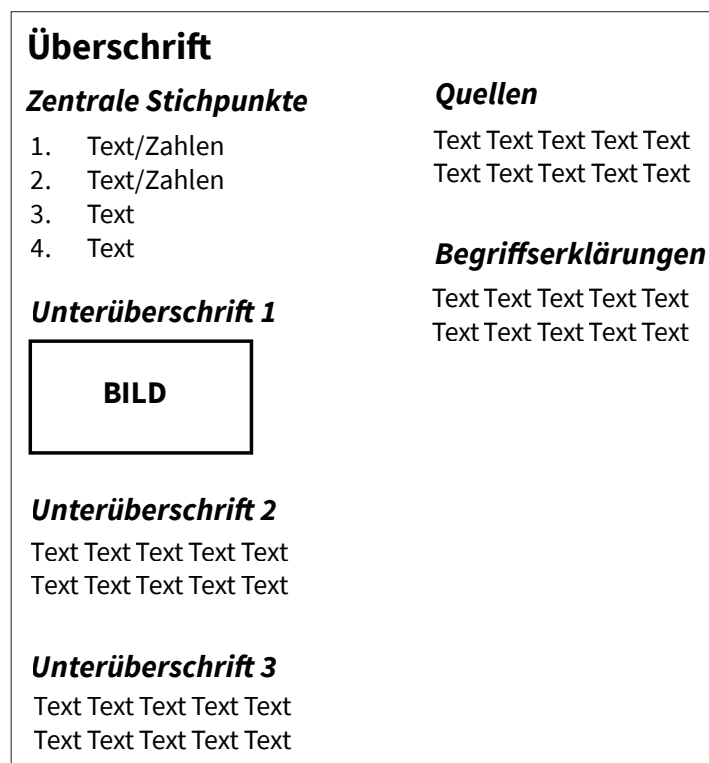 Überschrift
Zentrale Stichpunkte
1. Text/Zahlen
2. Text/Zahlen
3. Text
4. Text
Unterüberschrift 1
BILD
Unterüberschrift 2
Text Text Text Text Text
Text Text Text Text Text
Unterüberschrift 3
Text Text Text Text Text
Text Text Text Text Text
Quellen
Text Text Text Text Text
Text Text Text Text Text
Begriffserklärungen
Text Text Text Text Text
Text Text Text Text Text